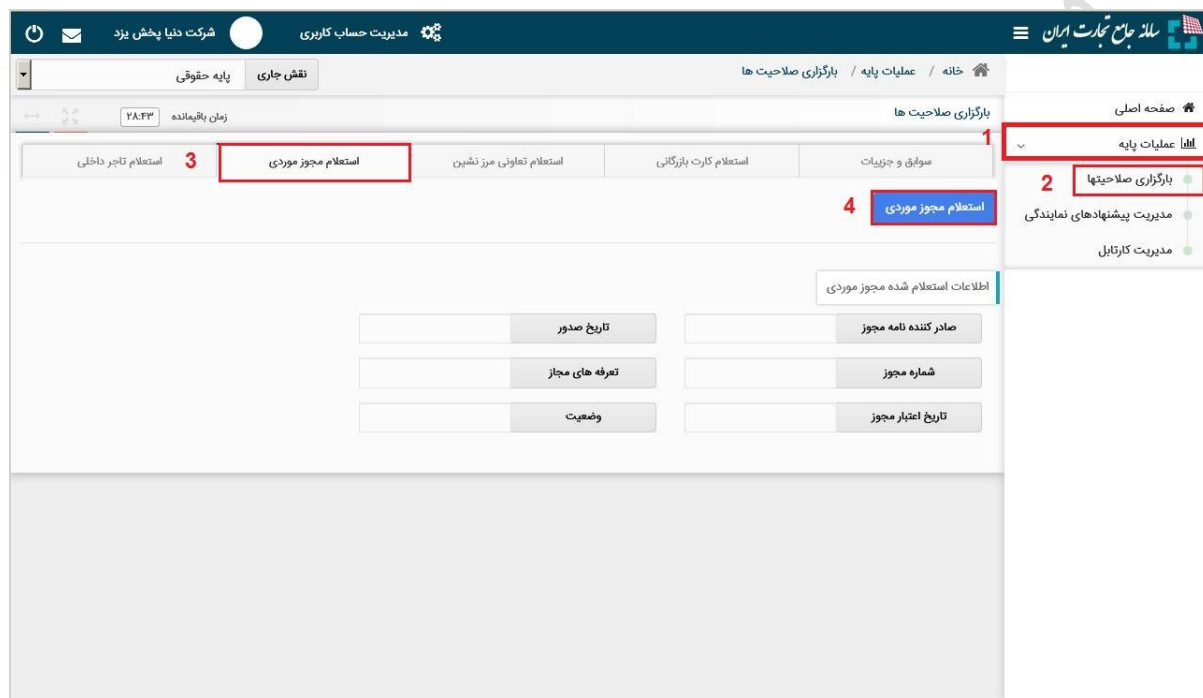 سامانه جامع تجارت ایران
مدیریت حساب کاربری
شرکت دنیا پخش یزد
خانه / عملیات پایه / بارگزاری صلاحیت ها
نقش جاری پایه حقوقی
صفحه اصلی
1 عملیات پایه
2 بارگزاری صلاحیتها
مدیریت پیشنهادهای نمایندگی
مدیریت کارتابل
بارگزاری صلاحیت ها
زمان باقیمانده ۲۸:۴۳
سوابق و جزییات استعلام کارت بازرگانی استعلام تعاونی مرز نشین استعلام مجوز موردی 3 استعلام تاجر داخلی
استعلام مجوز موردی 4
اطلاعات استعلام شده مجوز موردی
صادر کننده نامه مجوز تاریخ صدور
شماره مجوز تعرفه های مجاز
تاریخ اعتبار مجوز وضعیت